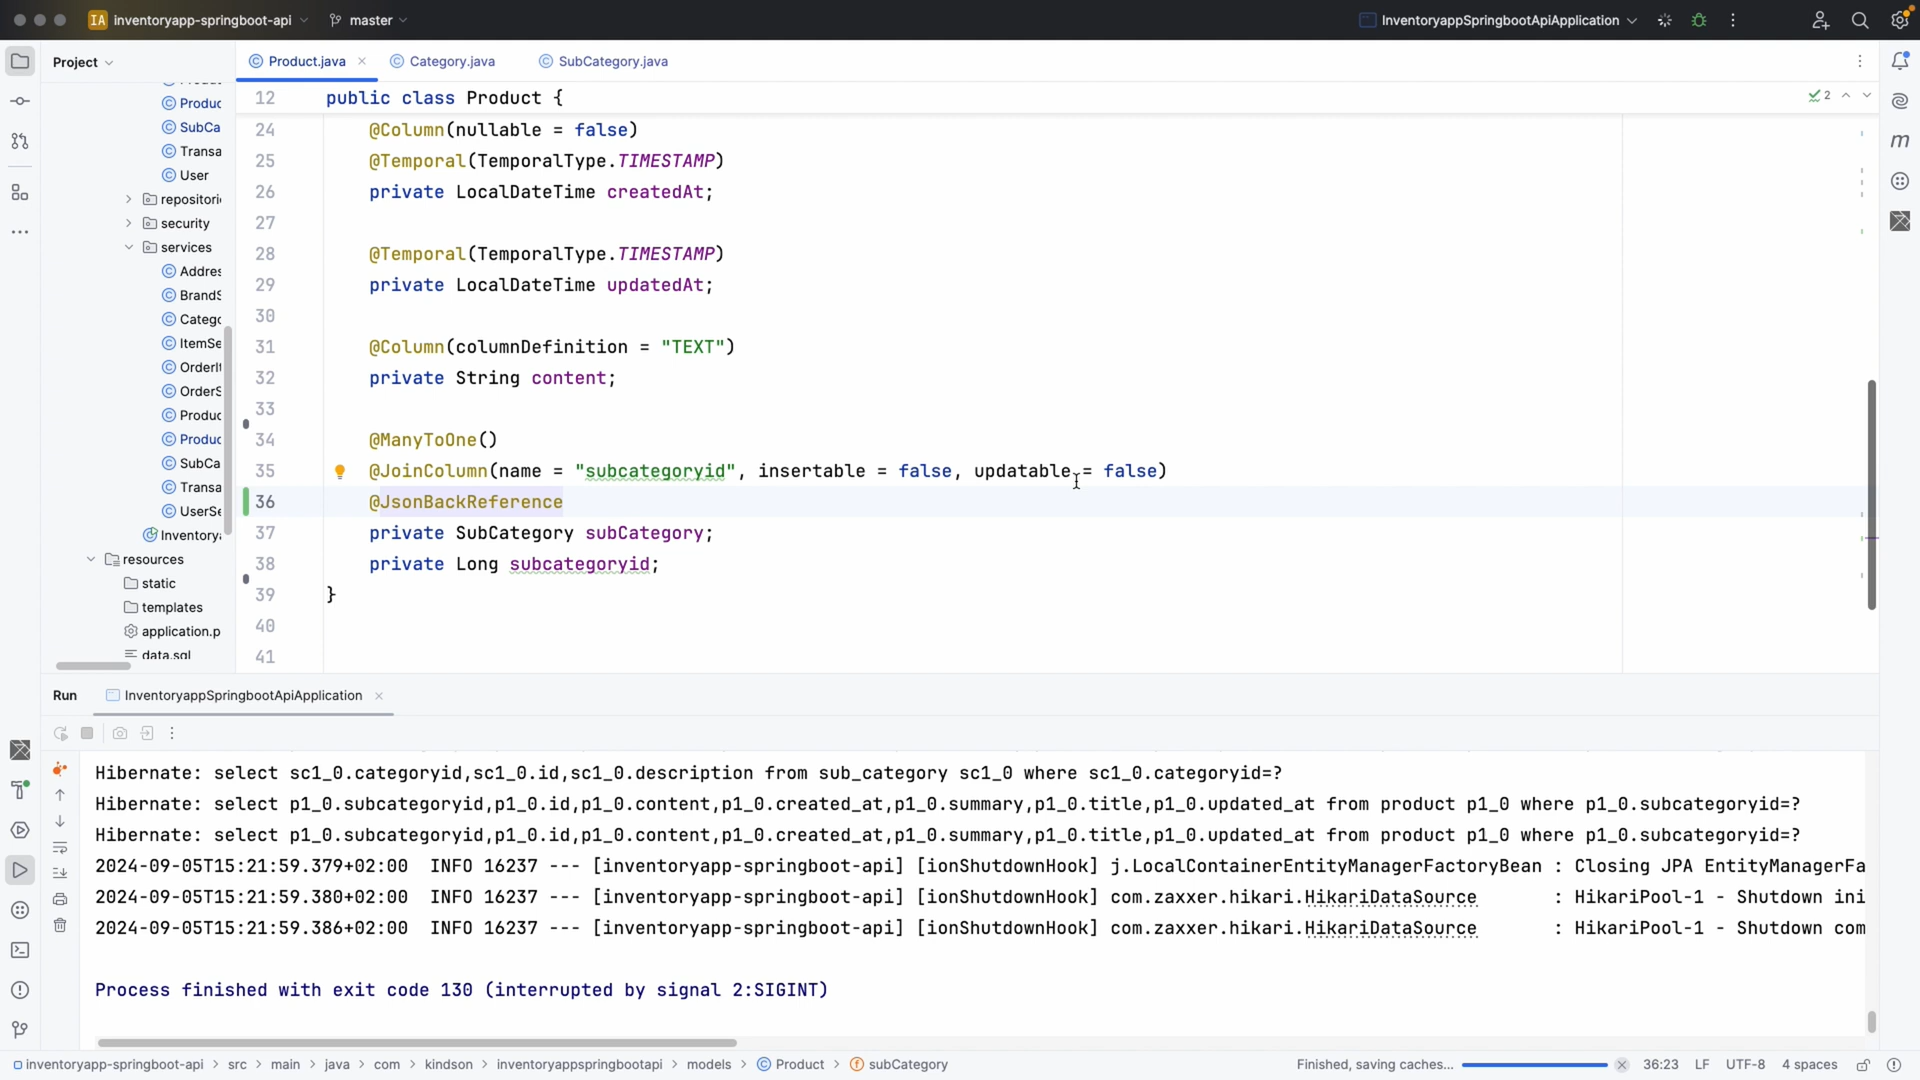 IA inventoryapp-springboot-api master InventoryappSpringbootApiApplication
Project
Product.java Category.java SubCategory.java
12 public class Product {
2
24 @Column(nullable = false)
25 @Temporal(TemporalType.TIMESTAMP)
26 private LocalDateTime createdAt;
27
28 @Temporal(TemporalType.TIMESTAMP)
29 private LocalDateTime updatedAt;
30
31 @Column(columnDefinition = "TEXT")
32 private String content;
33
34 @ManyToOne()
35 @JoinColumn(name = "subcategoryid", insertable = false, updatable = false)
36 @JsonBackReference
37 private SubCategory subCategory;
38 private Long subcategoryid;
39 }
40
41
Produc
SubCa
Transa
User
repositori
security
services
Addres
BrandS
Catego
ItemSe
OrderIt
OrderS
Produc
Produc
SubCa
Transa
UserSe
Inventory
resources
static
templates
application.p
data.sql
Run InventoryappSpringbootApiApplication
Hibernate: select sc1_0.categoryid,sc1_0.id,sc1_0.description from sub_category sc1_0 where sc1_0.categoryid=?
Hibernate: select p1_0.subcategoryid,p1_0.id,p1_0.content,p1_0.created_at,p1_0.summary,p1_0.title,p1_0.updated_at from product p1_0 where p1_0.subcategoryid=?
Hibernate: select p1_0.subcategoryid,p1_0.id,p1_0.content,p1_0.created_at,p1_0.summary,p1_0.title,p1_0.updated_at from product p1_0 where p1_0.subcategoryid=?
2024-09-05T15:21:59.379+02:00 INFO 16237 --- [inventoryapp-springboot-api] [ionShutdownHook] j.LocalContainerEntityManagerFactoryBean : Closing JPA EntityManagerFa
2024-09-05T15:21:59.380+02:00 INFO 16237 --- [inventoryapp-springboot-api] [ionShutdownHook] com.zaxxer.hikari.HikariDataSource : HikariPool-1 - Shutdown ini
2024-09-05T15:21:59.386+02:00 INFO 16237 --- [inventoryapp-springboot-api] [ionShutdownHook] com.zaxxer.hikari.HikariDataSource : HikariPool-1 - Shutdown com
Process finished with exit code 130 (interrupted by signal 2:SIGINT)
inventoryapp-springboot-api > src > main > java > com > kindson > inventoryappspringbootapi > models > Product > subCategory Finished, saving caches... 36:23 LF UTF-8 4 spaces